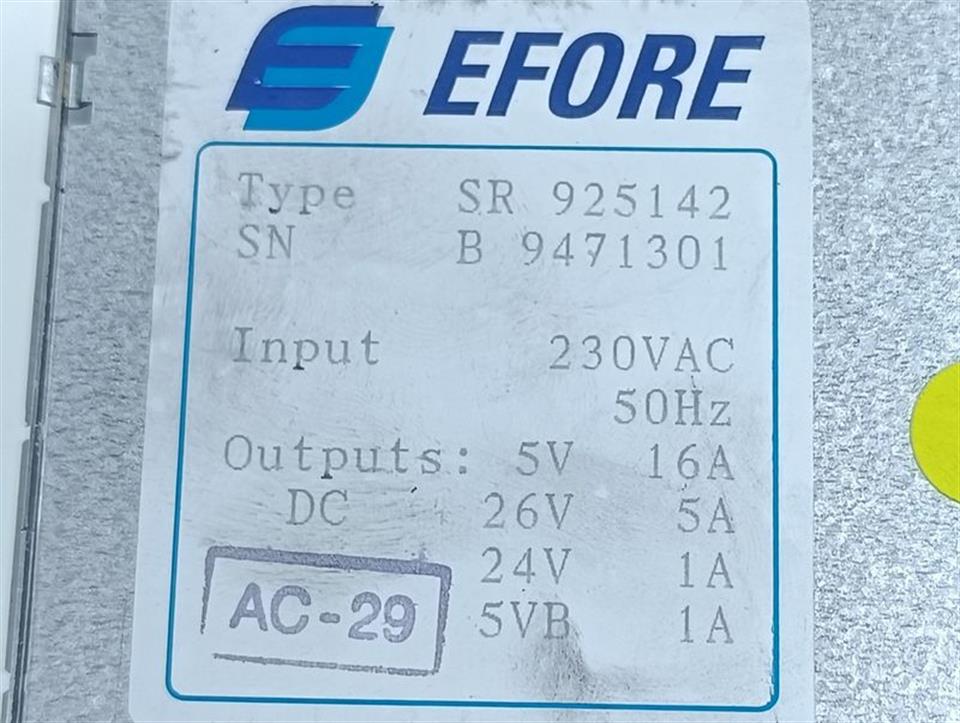 EFORE
Type SR 925142
SN B 9471301
Input 230VAC
50Hz
Outputs: 5V 16A
DC 26V 5A
24V 1A
5VB 1A
AC-29